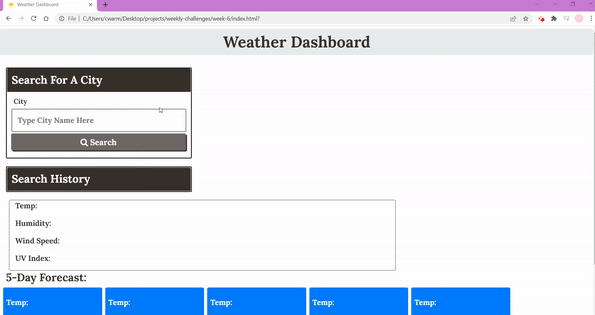 Weather Dashboard
File | C:/Users/cwarm/Desktop/projects/weekly-challenges/week-6/index.html?
Weather Dashboard
Search For A City
City
Type City Name Here
Search
Search History
Temp:
Humidity:
Wind Speed:
UV Index:
5-Day Forecast:
Temp: Temp: Temp: Temp: Temp: